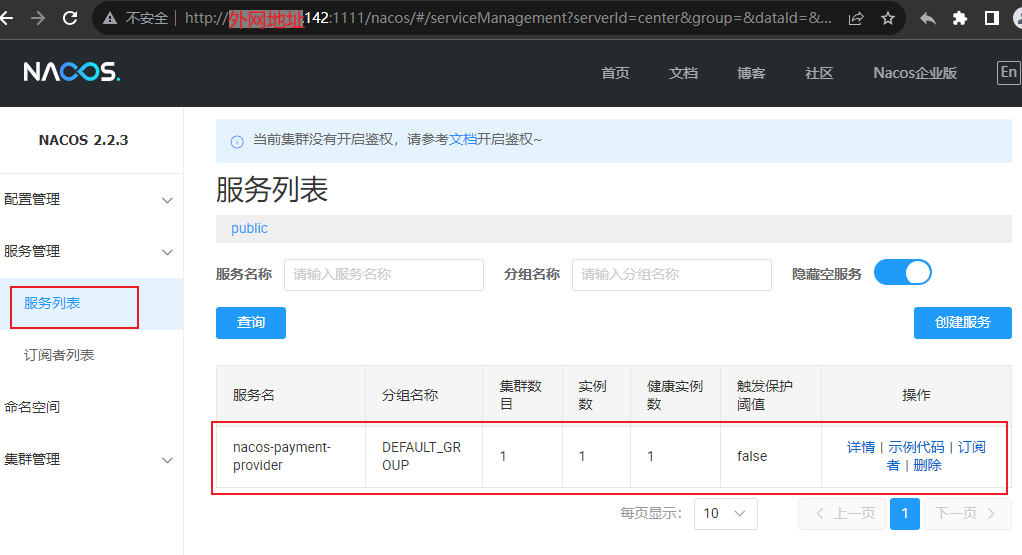 不安全 | http://外网地址:142:1111/nacos/#/serviceManagement?serverId=center&group=&dataId=&...
NACOS.
首页 文档 博客 社区 Nacos企业版 En
NACOS 2.2.3
配置管理
服务管理
服务列表
订阅者列表
命名空间
集群管理
当前集群没有开启鉴权，请参考文档开启鉴权~
服务列表
public
服务名称 请输入服务名称 分组名称 请输入分组名称 隐藏空服务
查询 创建服务
服务名 分组名称 集群数目 实例数 健康实例数 触发保护阈值 操作
nacos-payment-provider DEFAULT_GROUP 1 1 1 false 详情 | 示例代码 | 订阅者 | 删除
每页显示： 10 上一页 1 下一页